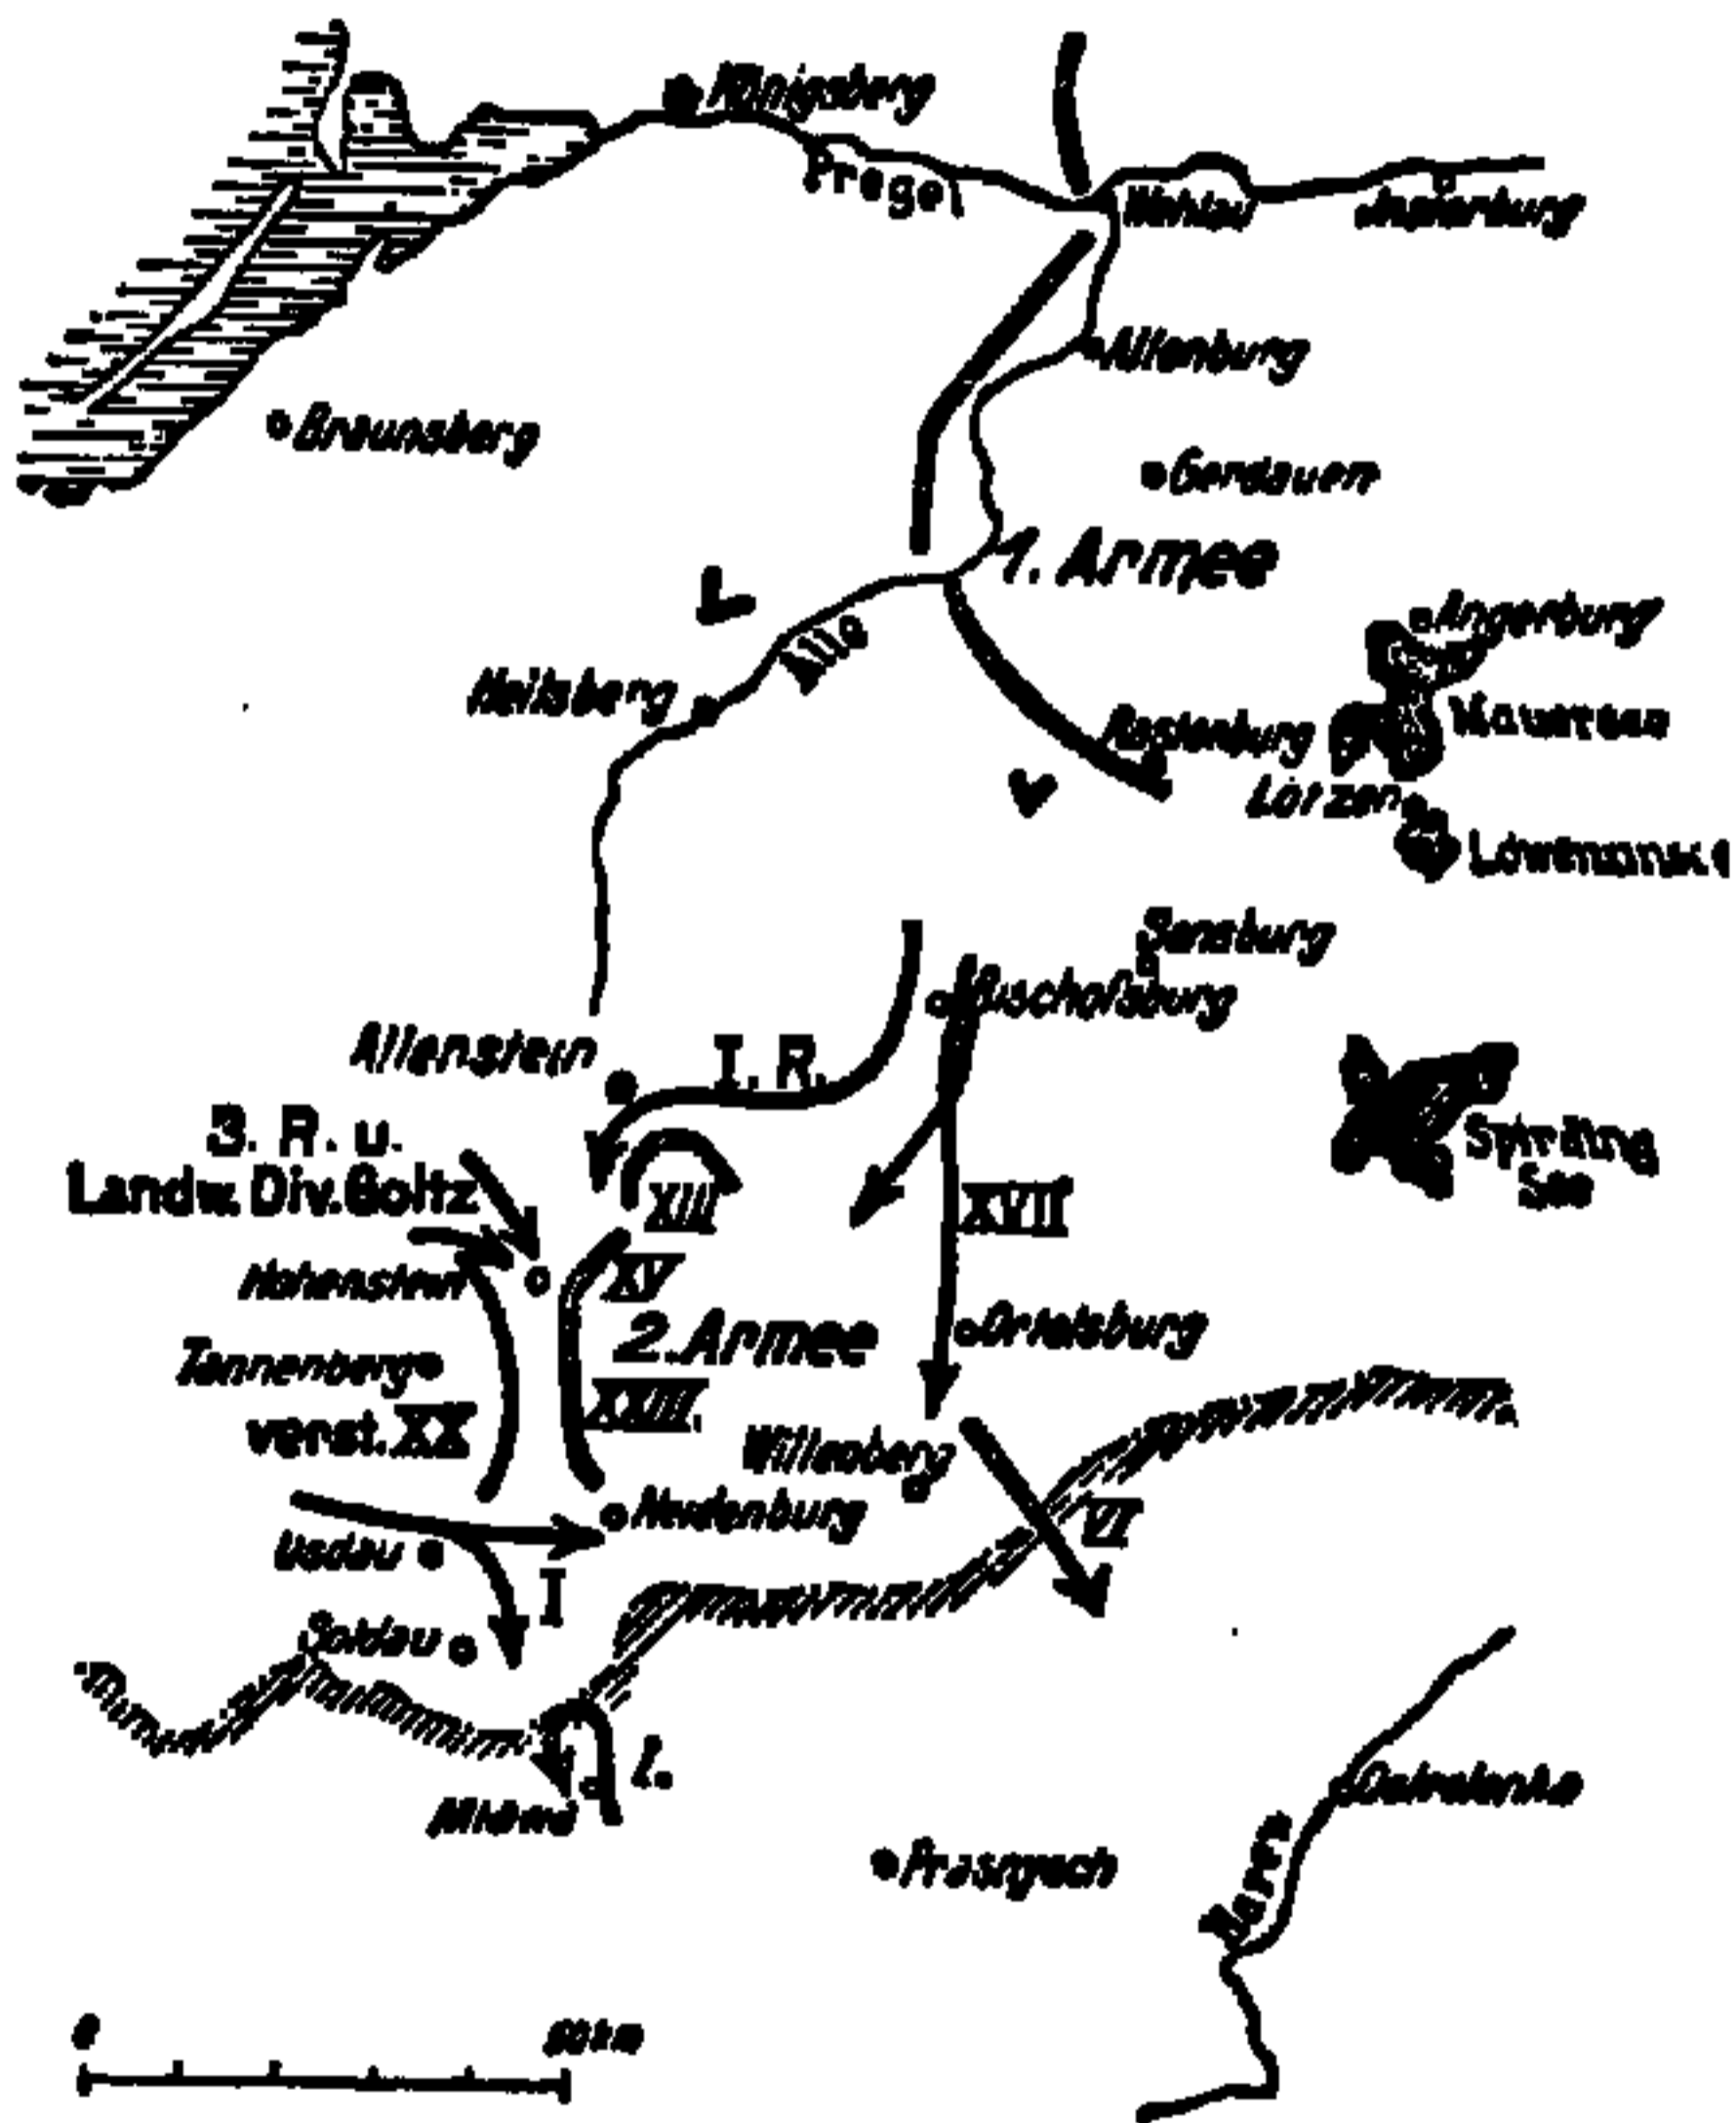 Königsberg
Pregel
Wehlau
Insterburg
Allenburg
Braunsberg
Gerdauen
1. Armee
Angerburg
Alle
Heilsberg
Mauersee
Rastenburg
Lötzen
Löwentins.
Sensburg
Bischofsburg
Allenstein
I. R.
3. R. u.
Landw. Div. Goltz
Spirding
See
XIII
XVII
Hohenstein
XV
2. Armee
Ortelsburg
Tannenberg
verst. XX
XXIII.
Willenberg
Neidenburg
VI
Usdau
I
Soldau
I.
Mlawa
Ostrolenka
Narew
0
50 km